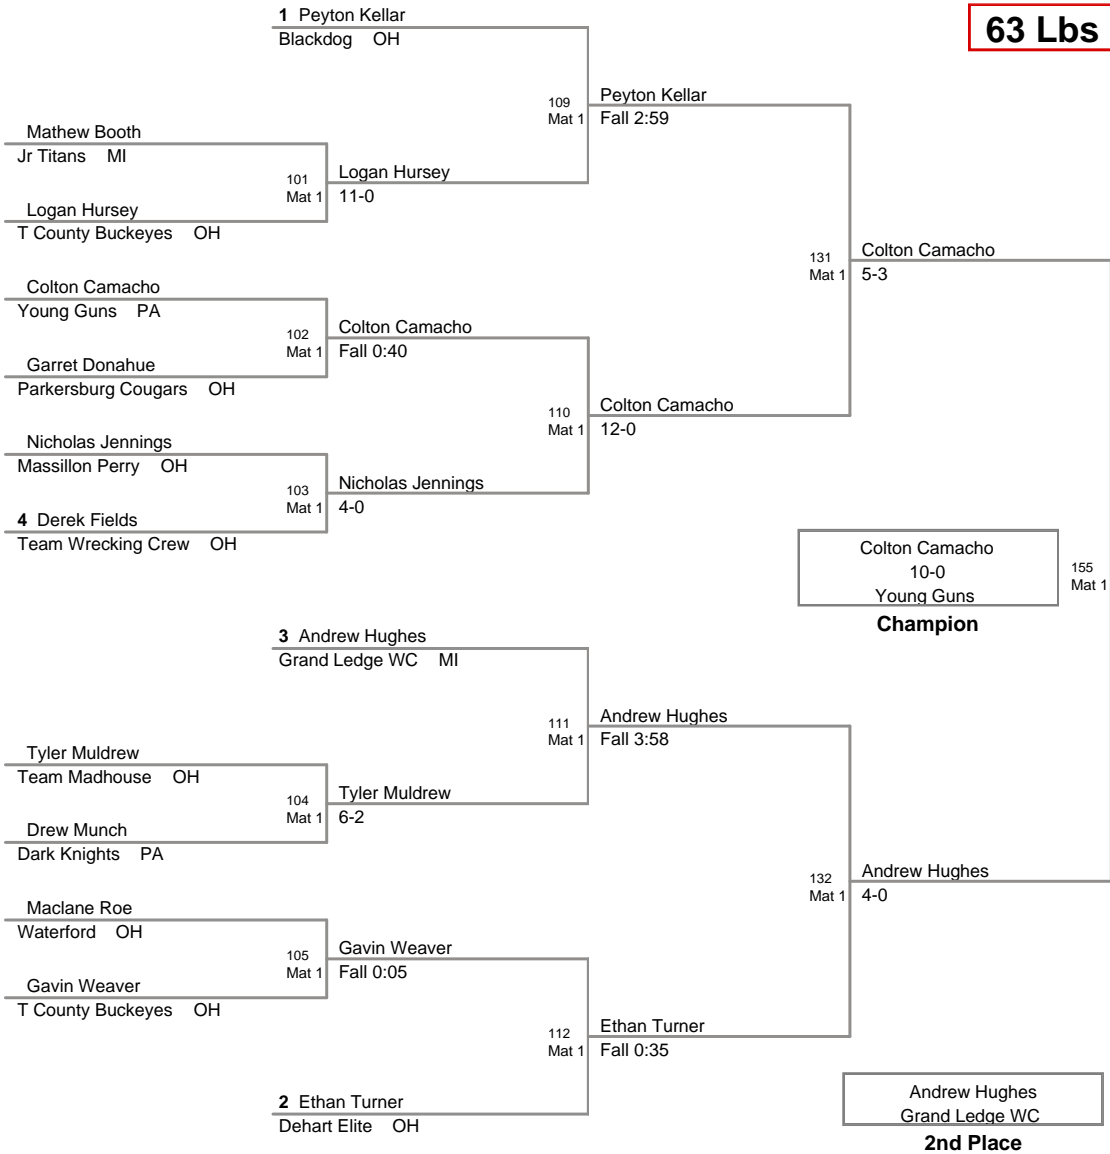 1 Peyton Kellar
Blackdog OH
63 Lbs
109
Mat 1
Peyton Kellar
Fall 2:59
Mathew Booth
Jr Titans MI
101
Mat 1
Logan Hursey
11-0
Logan Hursey
T County Buckeyes OH
131
Mat 1
Colton Camacho
5-3
Colton Camacho
Young Guns PA
102
Mat 1
Colton Camacho
Fall 0:40
Garret Donahue
Parkersburg Cougars OH
110
Mat 1
Colton Camacho
12-0
Nicholas Jennings
Massillon Perry OH
103
Mat 1
Nicholas Jennings
4-0
4 Derek Fields
Team Wrecking Crew OH
Colton Camacho
10-0
Young Guns
Champion
155
Mat 1
3 Andrew Hughes
Grand Ledge WC MI
111
Mat 1
Andrew Hughes
Fall 3:58
Tyler Muldrew
Team Madhouse OH
104
Mat 1
Tyler Muldrew
6-2
Drew Munch
Dark Knights PA
132
Mat 1
Andrew Hughes
4-0
Maclane Roe
Waterford OH
105
Mat 1
Gavin Weaver
Fall 0:05
Gavin Weaver
T County Buckeyes OH
112
Mat 1
Ethan Turner
Fall 0:35
2 Ethan Turner
Dehart Elite OH
Andrew Hughes
Grand Ledge WC
2nd Place